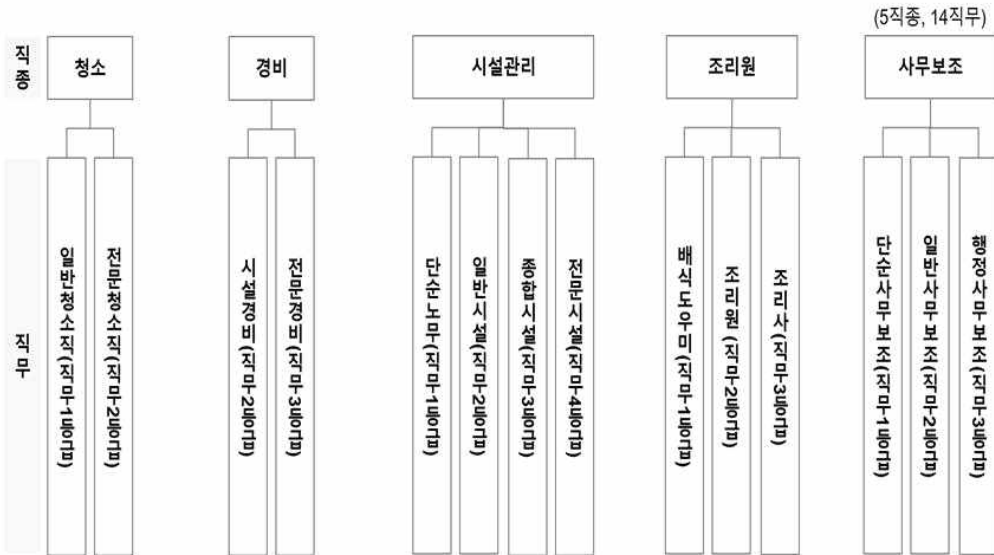 (5직종, 14직무)
직종
청소
경비
시설관리
조리원
사무보조
직무
일반청소직(직무1등급)
전문청소직(직무2등급)
시설경비(직무2등급)
전문경비(직무3등급)
단순노무(직무1등급)
일반시설(직무2등급)
종합시설(직무3등급)
전문시설(직무4등급)
배식도우미(직무1등급)
조리원 (직무2등급)
조리사(직무3등급)
단순사무보조(직무1등급)
일반사무보조(직무2등급)
행정사무보조(직무3등급)